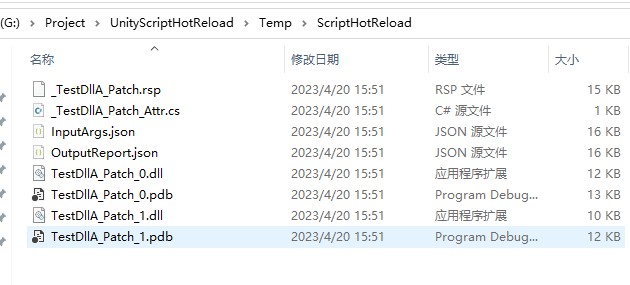 (G:) › Project › UnityScriptHotReload › Temp › ScriptHotReload
名称 修改日期 类型 大小
_TestDllA_Patch.rsp 2023/4/20 15:51 RSP 文件 15 KB
_TestDllA_Patch_Attr.cs 2023/4/20 15:51 C# 源文件 1 KB
InputArgs.json 2023/4/20 15:51 JSON 源文件 16 KB
OutputReport.json 2023/4/20 15:51 JSON 源文件 16 KB
TestDllA_Patch_0.dll 2023/4/20 15:51 应用程序扩展 12 KB
TestDllA_Patch_0.pdb 2023/4/20 15:51 Program Debug... 13 KB
TestDllA_Patch_1.dll 2023/4/20 15:51 应用程序扩展 10 KB
TestDllA_Patch_1.pdb 2023/4/20 15:51 Program Debug... 12 KB